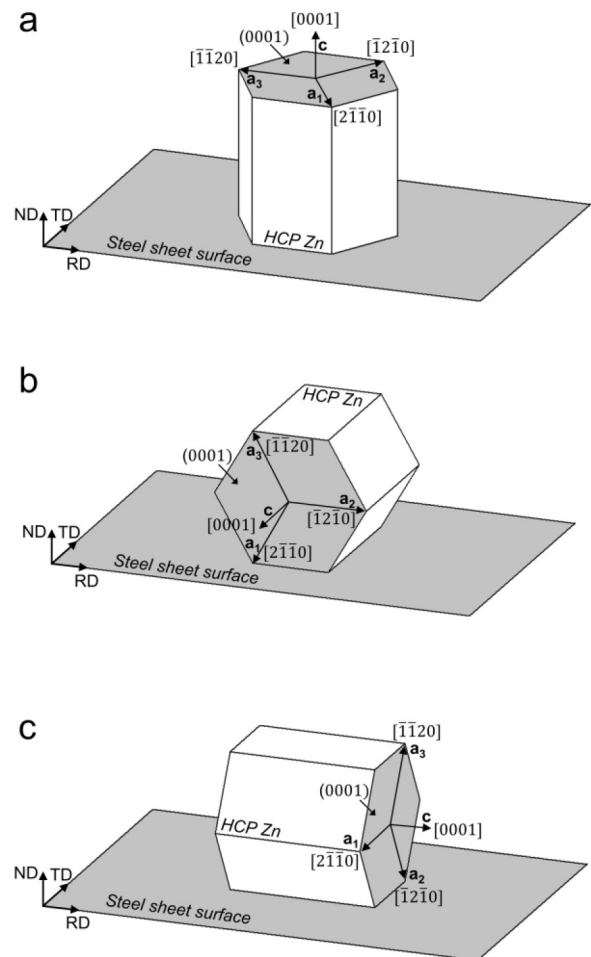 a
[0001]
(0001)
c
[1̅1̅20]
[1̅21̅0]
a₃
a₂
a₁
[21̅1̅0]
ND
TD
HCP Zn
Steel sheet surface
RD
b
HCP Zn
(0001)
[1̅1̅20]
a₃
c
a₂
[0001]
[1̅21̅0]
a₁
[21̅1̅0]
ND
TD
Steel sheet surface
RD
c
[1̅1̅20]
a₃
(0001)
c
HCP Zn
a₁
[0001]
[21̅1̅0]
a₂
[1̅21̅0]
ND
TD
Steel sheet surface
RD